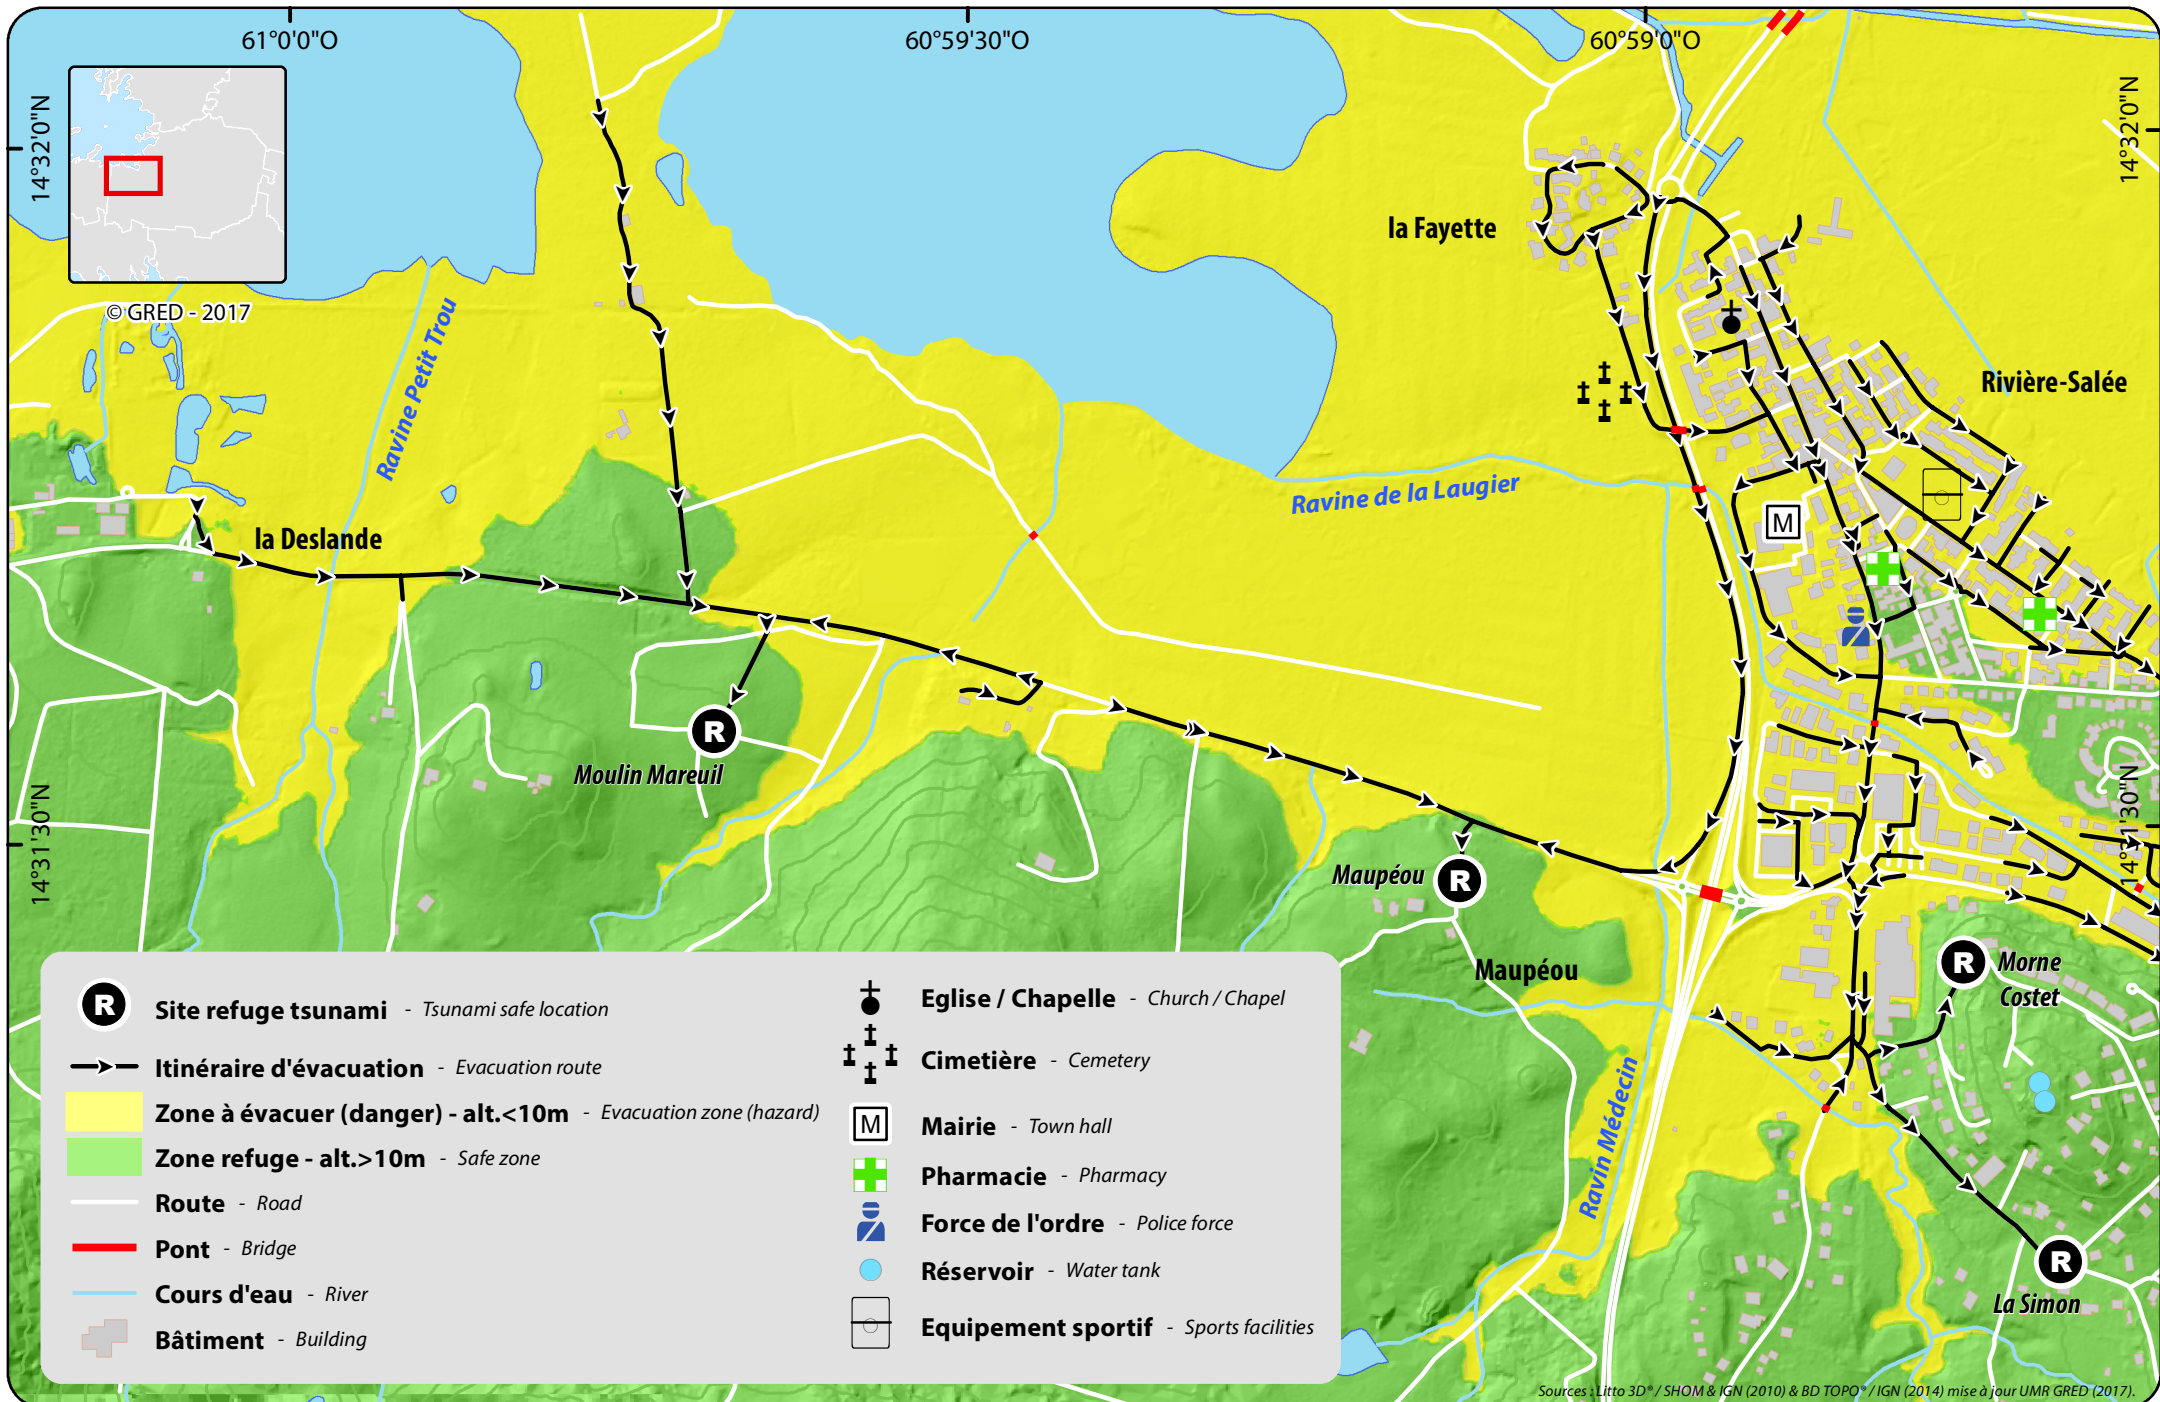 61°0'0"O
60°59'30"O
60°59'0"O
14°32'0"N
14°32'0"N
© GRED - 2017
Ravine Petit Trou
la Fayette
Rivière-Salée
Ravine de la Laugier
la Deslande
M
R
Moulin Mareuil
14°31'30"N
14°31'30"N
Maupéou
R
Maupéou
R
Morne
Costet
Ravin Médecin
R
La Simon
R
Site refuge tsunami - Tsunami safe location
Itinéraire d'évacuation - Evacuation route
Zone à évacuer (danger) - alt.<10m - Evacuation zone (hazard)
Zone refuge - alt.>10m - Safe zone
Route - Road
Pont - Bridge
Cours d'eau - River
Bâtiment - Building
Eglise / Chapelle - Church / Chapel
Cimetière - Cemetery
M
Mairie - Town hall
Pharmacie - Pharmacy
Force de l'ordre - Police force
Réservoir - Water tank
Equipement sportif - Sports facilities
Sources : Litto 3D® / SHOM & IGN (2010) & BD TOPO® / IGN (2014) mise à jour UMR GRED (2017).